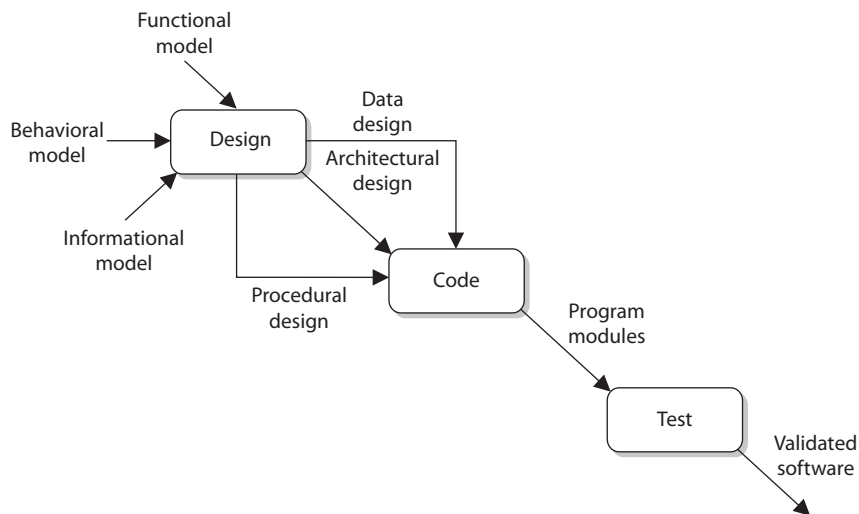 Functional
model
Behavioral
model
Design
Data
design
Architectural
design
Informational
model
Procedural
design
Code
Program
modules
Test
Validated
software